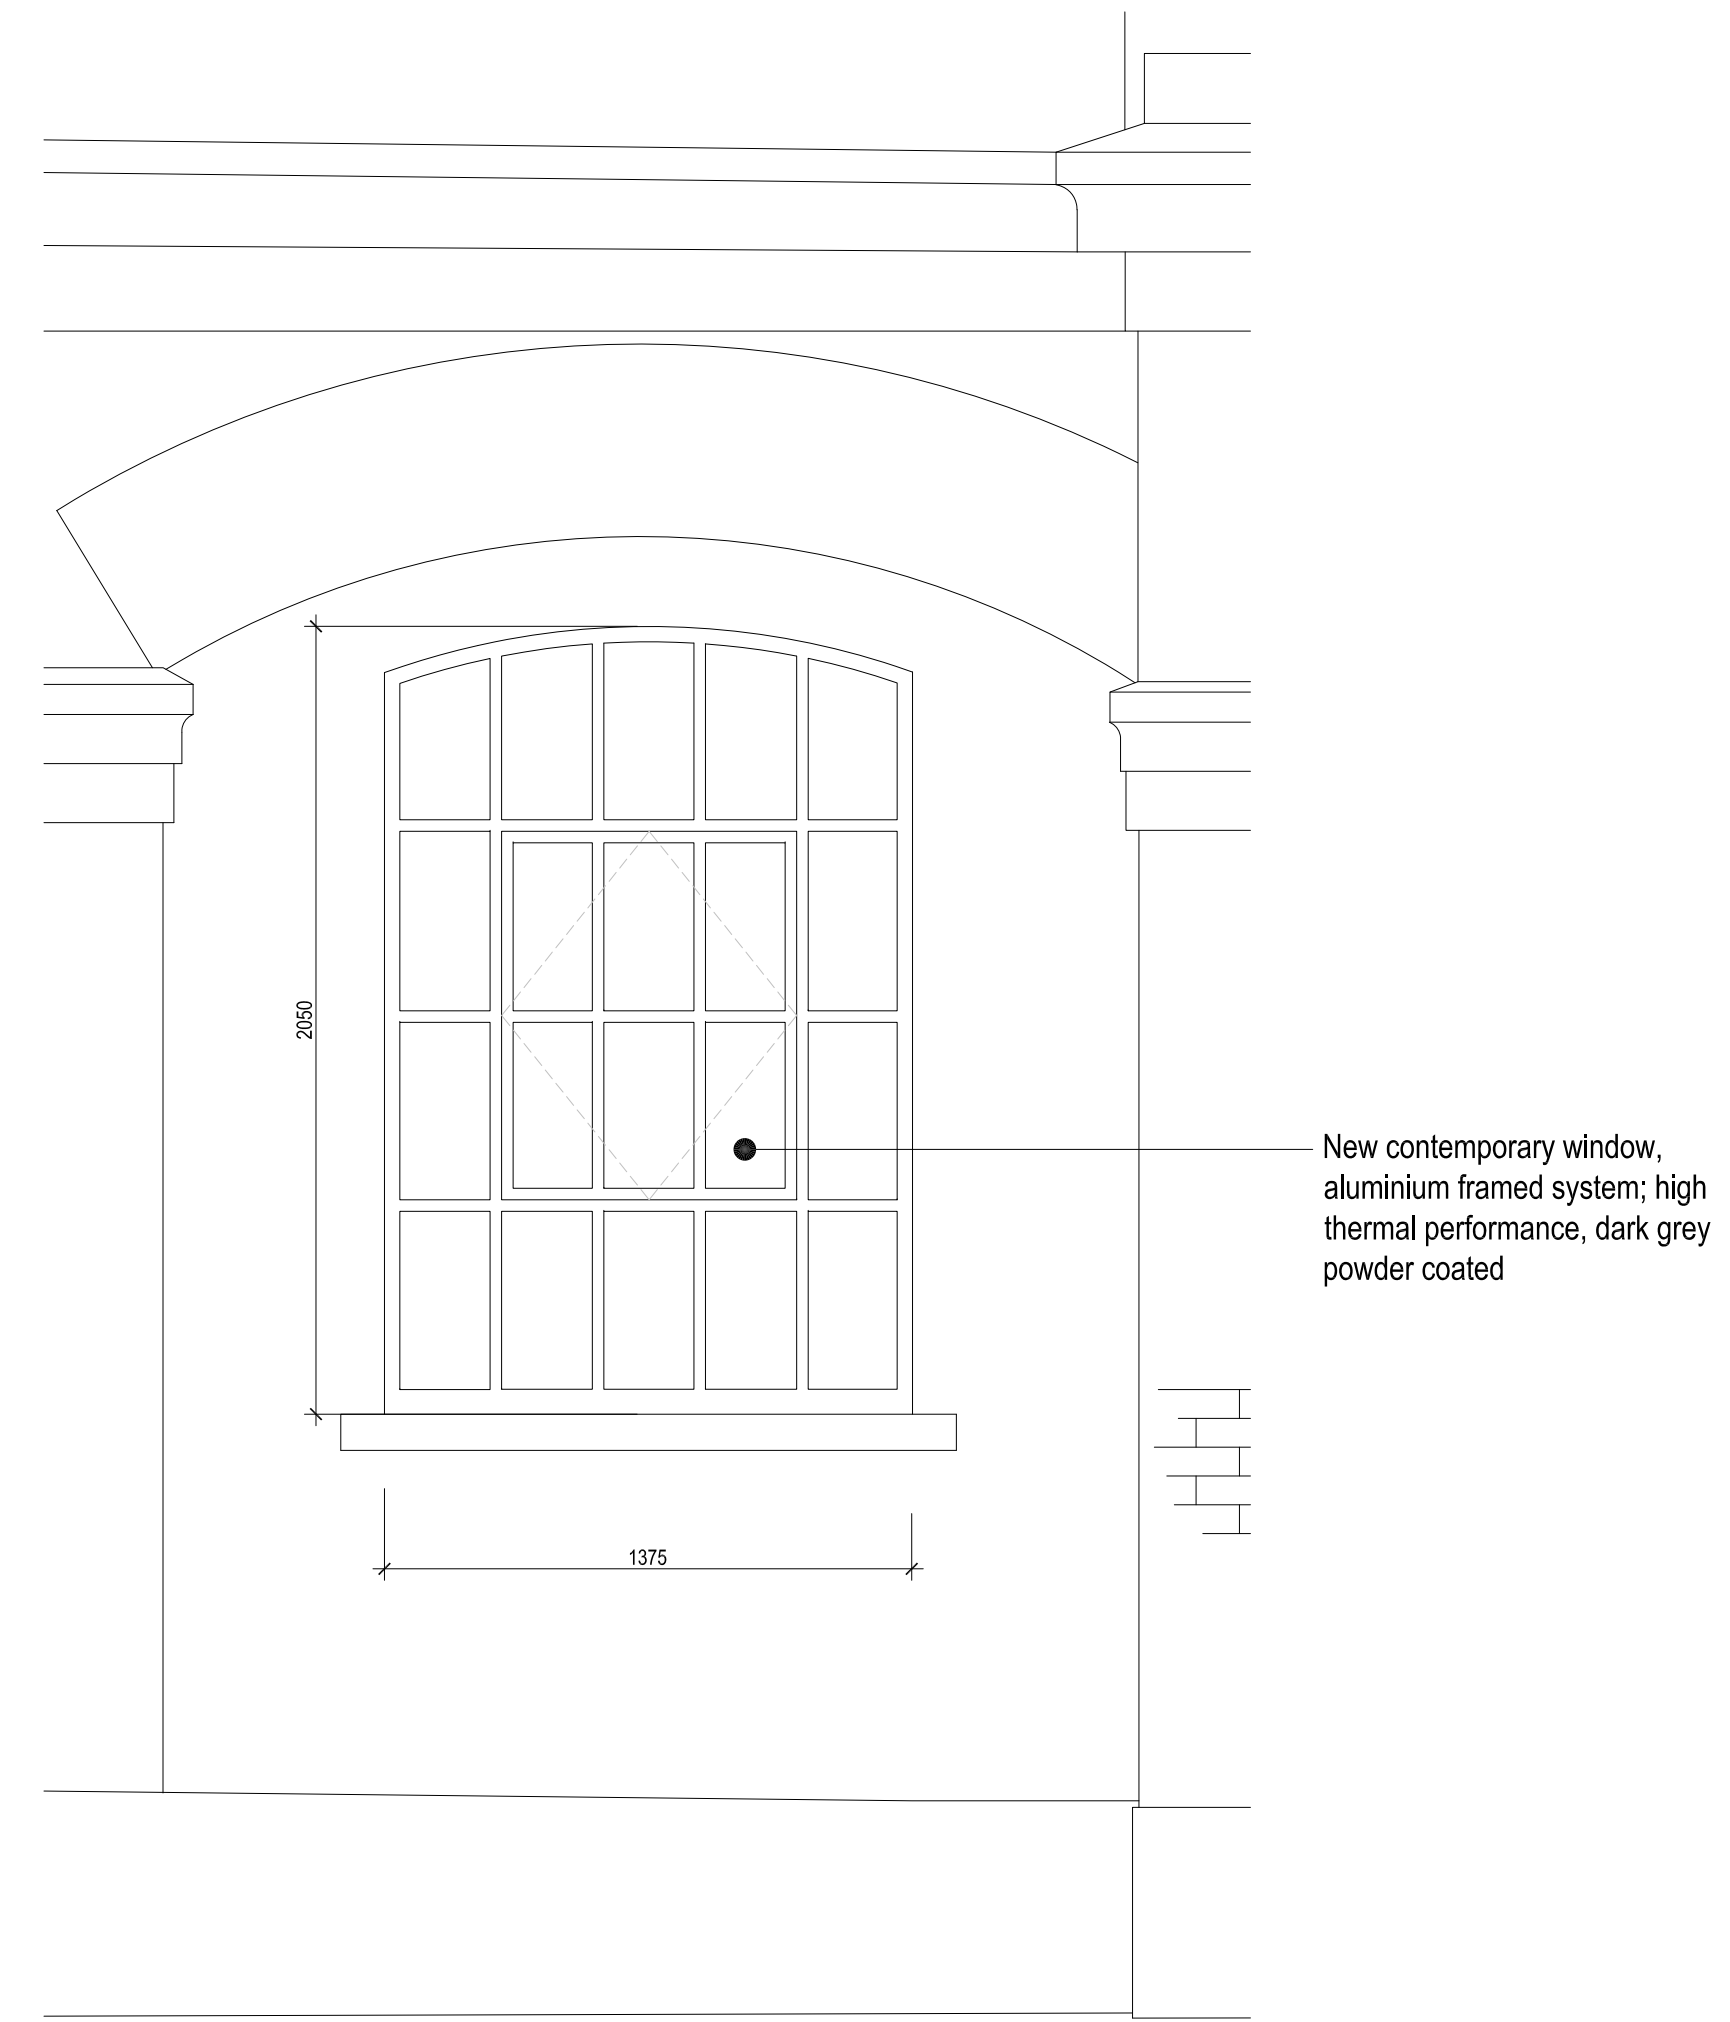 2050
New contemporary window,
aluminium framed system; high
thermal performance, dark grey
powder coated
1375